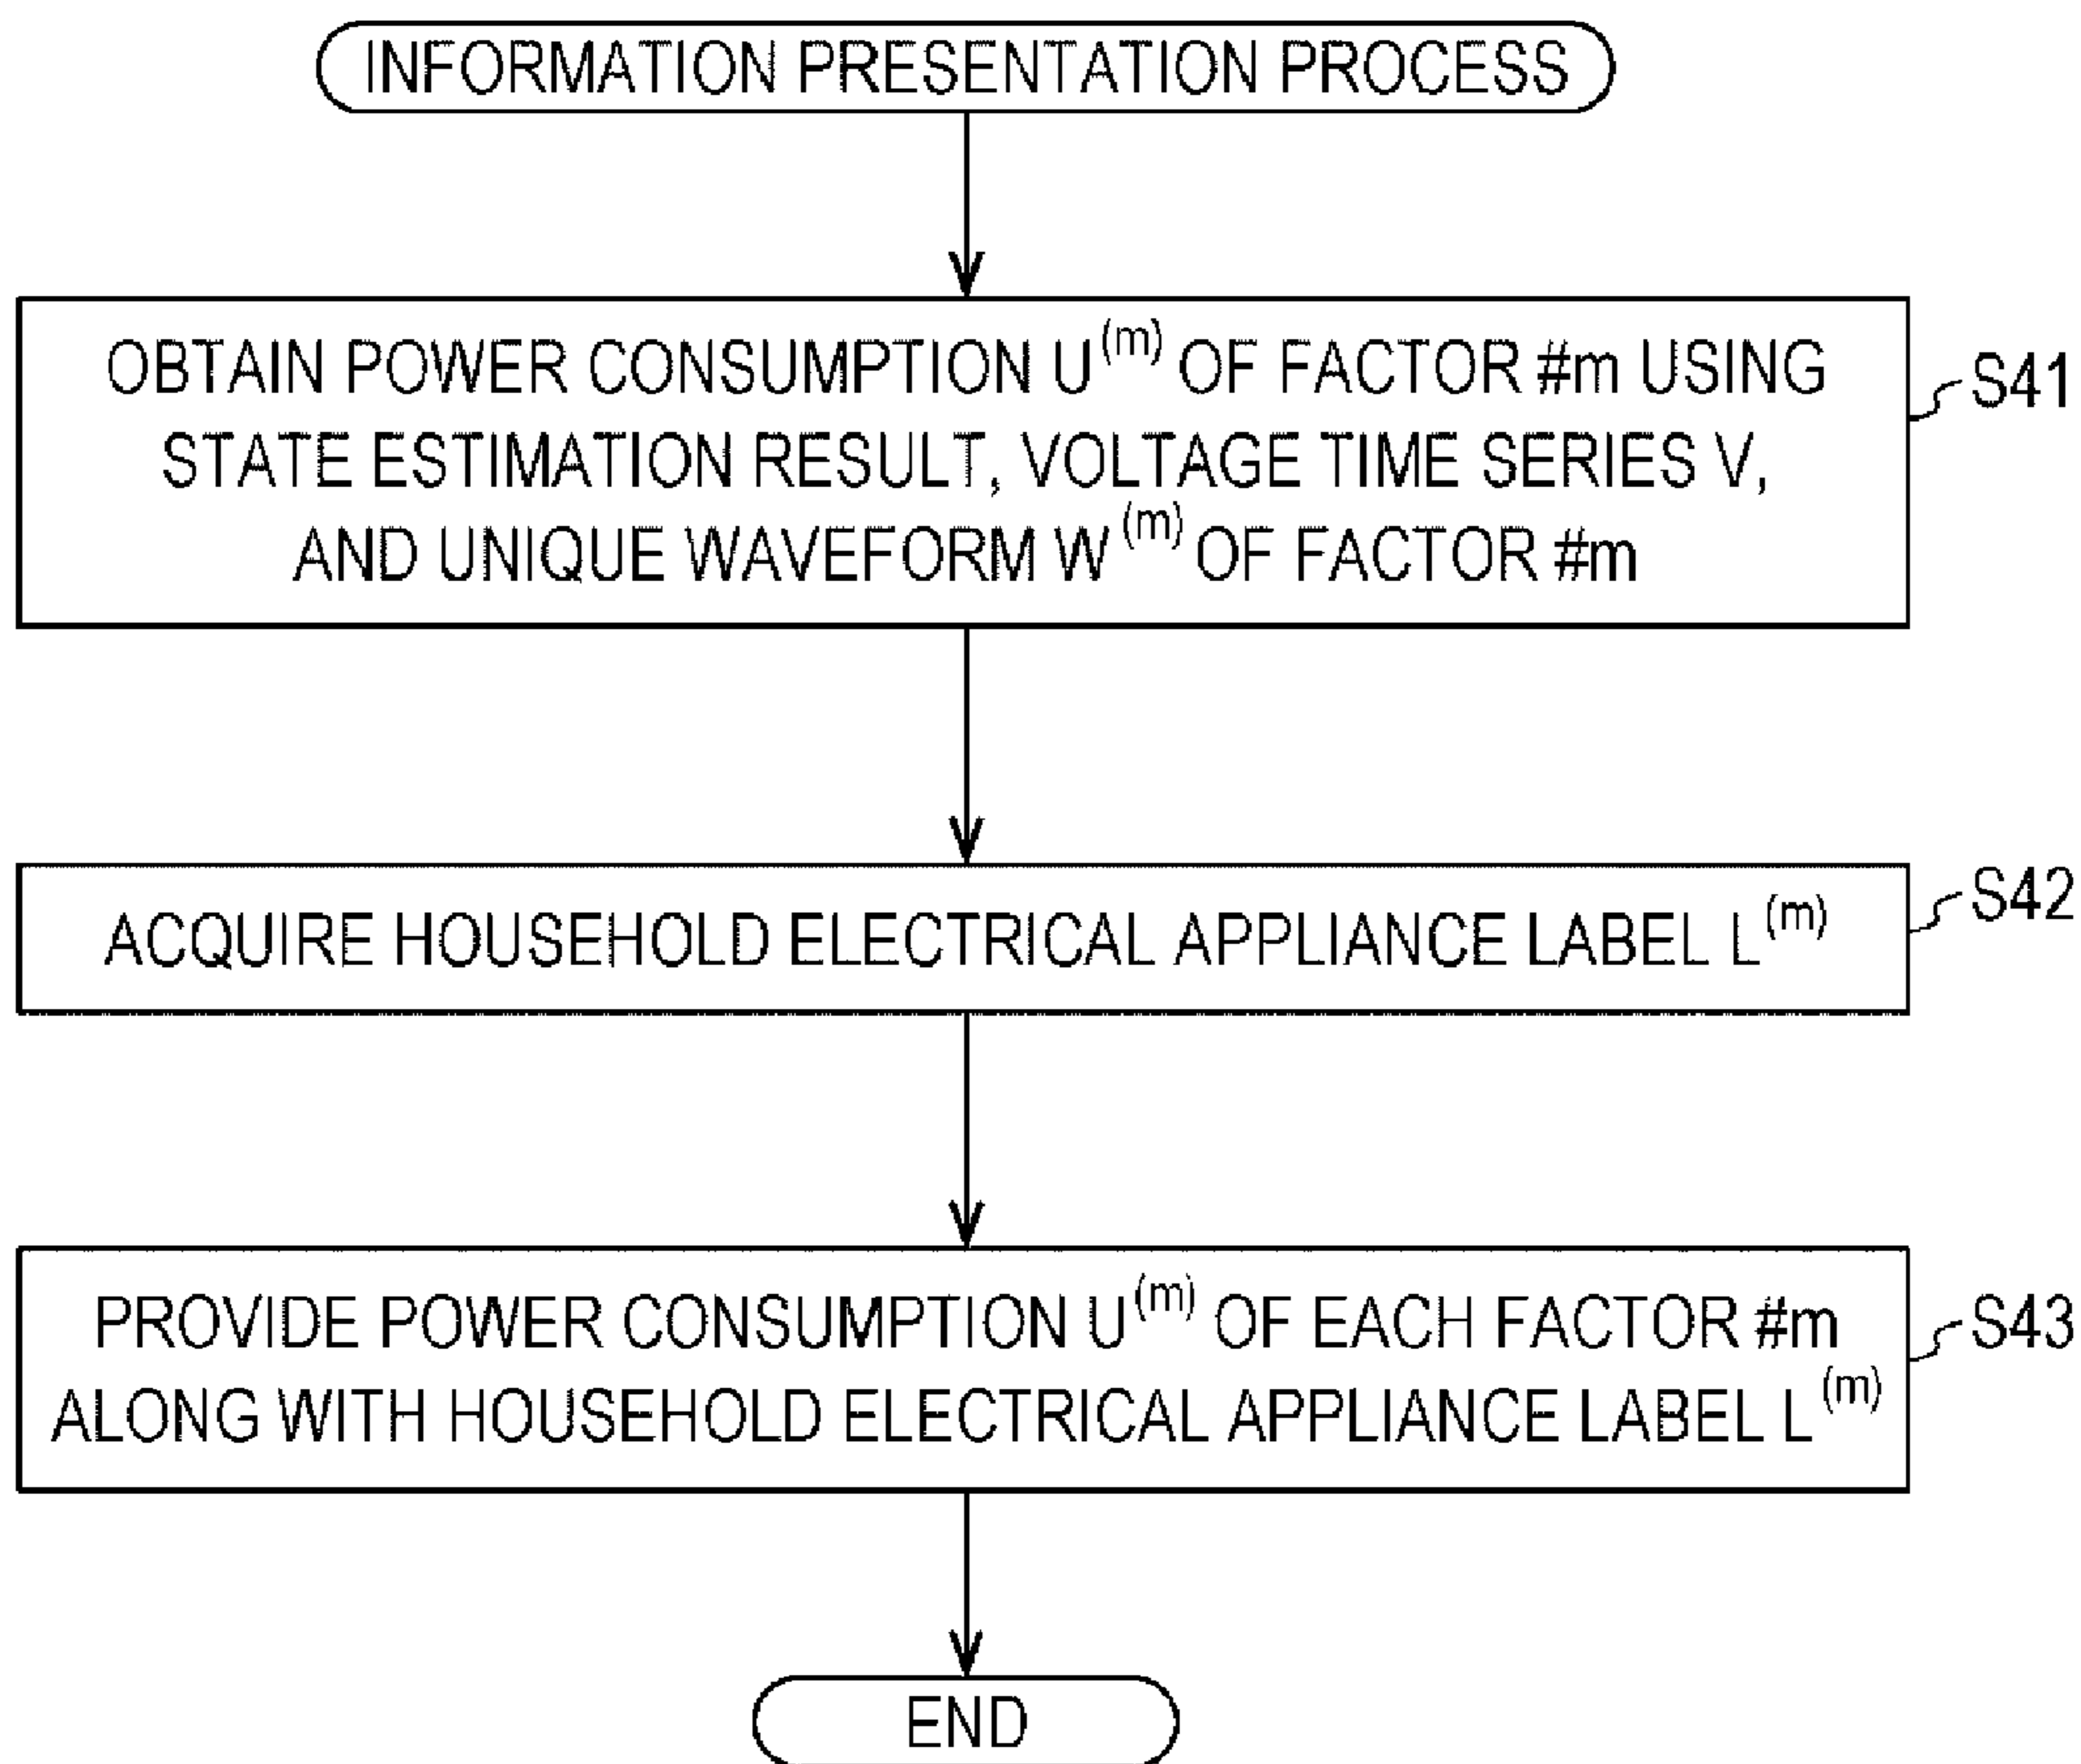 INFORMATION PRESENTATION PROCESS
OBTAIN POWER CONSUMPTION U^(m) OF FACTOR #m USING
STATE ESTIMATION RESULT, VOLTAGE TIME SERIES V,
AND UNIQUE WAVEFORM W^(m) OF FACTOR #m
S41
ACQUIRE HOUSEHOLD ELECTRICAL APPLIANCE LABEL L^(m)
S42
PROVIDE POWER CONSUMPTION U^(m) OF EACH FACTOR #m
ALONG WITH HOUSEHOLD ELECTRICAL APPLIANCE LABEL L^(m)
S43
END